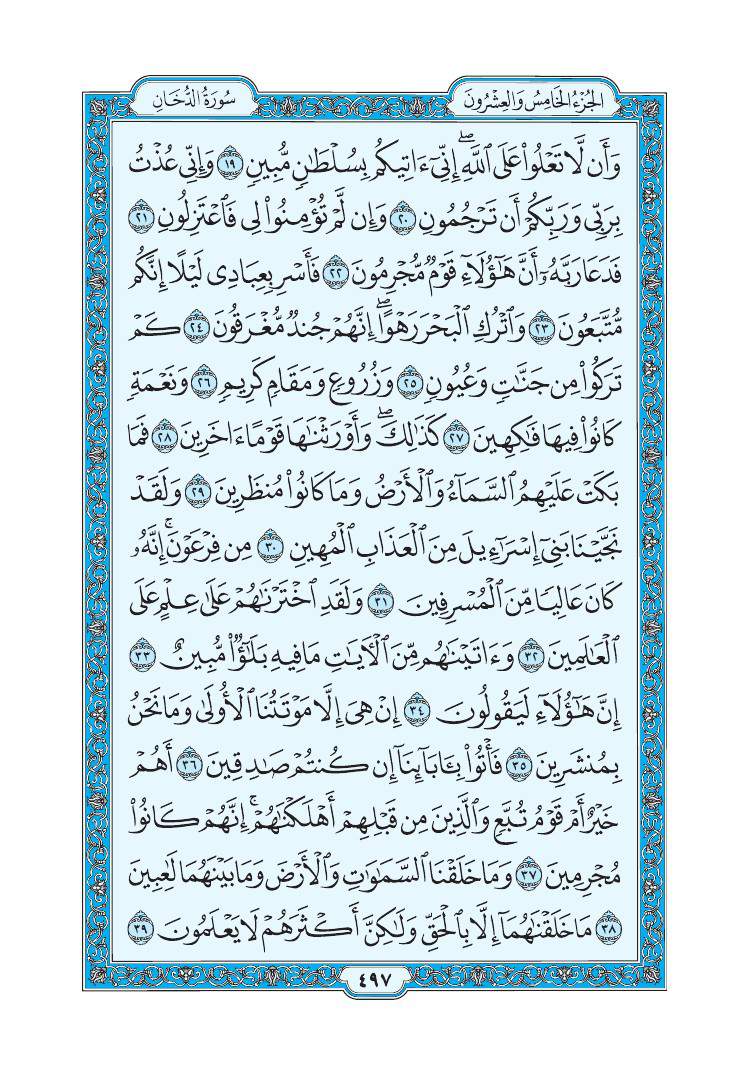 الجُزْءُ الخَامِسُ وَالعِشْرُونَ
سُورَةُ الدُّخَانِ
وَأَن لَّا تَعْلُوا۟ عَلَى ٱللَّهِۖ إِنِّىٓ ءَاتِيكُم بِسُلْطَٰنٍ مُّبِينٍ ١٩ وَإِنِّى عُذْتُ
بِرَبِّى وَرَبِّكُمْ أَن تَرْجُمُونِ ٢٠ وَإِن لَّمْ تُؤْمِنُوا۟ لِى فَٱعْتَزِلُونِ ٢١
فَدَعَا رَبَّهُۥٓ أَنَّ هَٰٓؤُلَآءِ قَوْمٌ مُّجْرِمُونَ ٢٢ فَأَسْرِ بِعِبَادِى لَيْلًا إِنَّكُم
مُّتَّبَعُونَ ٢٣ وَٱتْرُكِ ٱلْبَحْرَ رَهْوًاۖ إِنَّهُمْ جُندٌ مُّغْرَقُونَ ٢٤ كَمْ
تَرَكُوا۟ مِن جَنَّٰتٍ وَعُيُونٍ ٢٥ وَزُرُوعٍ وَمَقَامٍ كَرِيمٍ ٢٦ وَنَعْمَةٍ
كَانُوا۟ فِيهَا فَٰكِهِينَ ٢٧ كَذَٰلِكَۖ وَأَوْرَثْنَٰهَا قَوْمًا ءَاخَرِينَ ٢٨ فَمَا
بَكَتْ عَلَيْهِمُ ٱلسَّمَآءُ وَٱلْأَرْضُ وَمَا كَانُوا۟ مُنظَرِينَ ٢٩ وَلَقَدْ
نَجَّيْنَا بَنِىٓ إِسْرَٰٓءِيلَ مِنَ ٱلْعَذَابِ ٱلْمُهِينِ ٣٠ مِن فِرْعَوْنَۚ إِنَّهُۥ
كَانَ عَالِيًا مِّنَ ٱلْمُسْرِفِينَ ٣١ وَلَقَدِ ٱخْتَرْنَٰهُمْ عَلَىٰ عِلْمٍ عَلَى
ٱلْعَٰلَمِينَ ٣٢ وَءَاتَيْنَٰهُم مِّنَ ٱلْءَايَٰتِ مَا فِيهِ بَلَٰٓؤٌا۟ مُّبِينٌ ٣٣
إِنَّ هَٰٓؤُلَآءِ لَيَقُولُونَ ٣٤ إِنْ هِىَ إِلَّا مَوْتَتُنَا ٱلْأُولَىٰ وَمَا نَحْنُ
بِمُنشَرِينَ ٣٥ فَأْتُوا۟ بِـَٔابَآئِنَآ إِن كُنتُمْ صَٰدِقِينَ ٣٦ أَهُمْ
خَيْرٌ أَمْ قَوْمُ تُبَّعٍ وَٱلَّذِينَ مِن قَبْلِهِمْ أَهْلَكْنَٰهُمْۚ إِنَّهُمْ كَانُوا۟
مُجْرِمِينَ ٣٧ وَمَا خَلَقْنَا ٱلسَّمَٰوَٰتِ وَٱلْأَرْضَ وَمَا بَيْنَهُمَا لَٰعِبِينَ
٣٨ مَا خَلَقْنَٰهُمَآ إِلَّا بِٱلْحَقِّ وَلَٰكِنَّ أَكْثَرَهُمْ لَا يَعْلَمُونَ ٣٩
٤٩٧